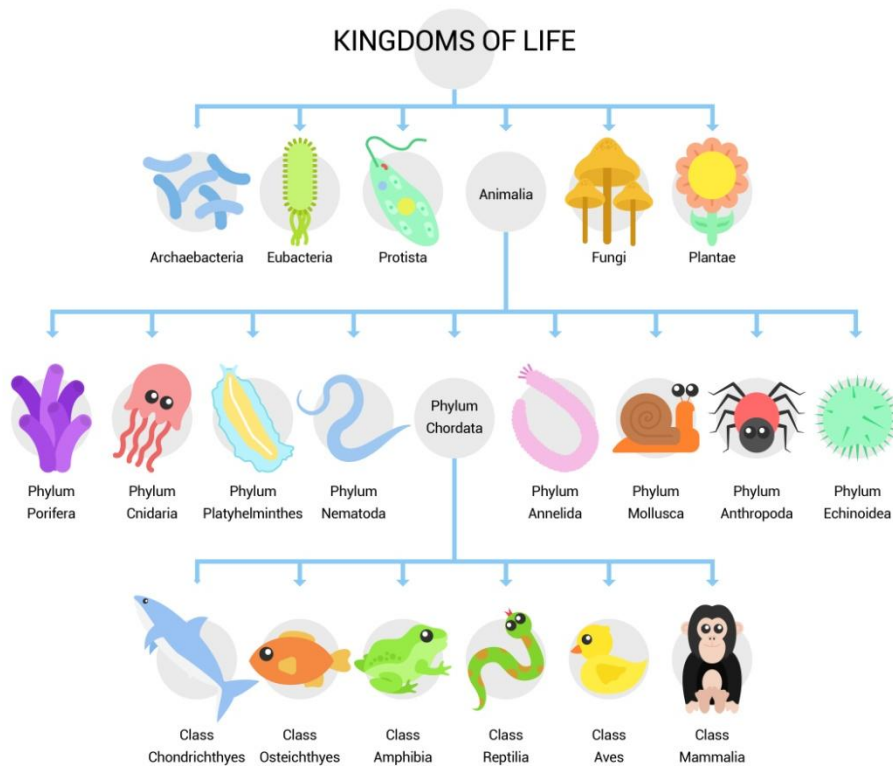 KINGDOMS OF LIFE
Animalia
Archaebacteria
Eubacteria
Protista
Fungi
Plantae
Phylum
Chordata
Phylum
Porifera
Phylum
Cnidaria
Phylum
Platyhelminthes
Phylum
Nematoda
Phylum
Annelida
Phylum
Mollusca
Phylum
Anthropoda
Phylum
Echinoidea
Class
Chondrichthyes
Class
Osteichthyes
Class
Amphibia
Class
Reptilia
Class
Aves
Class
Mammalia